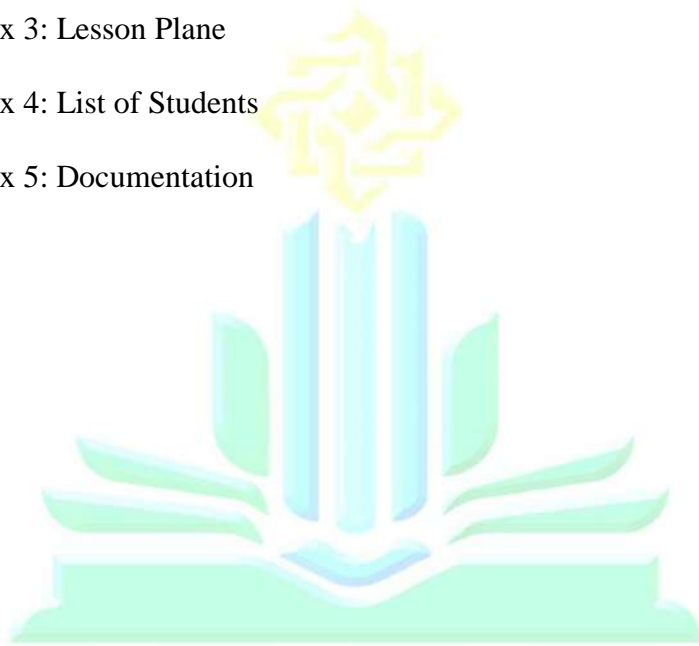 x 3: Lesson Plane
x 4: List of Students
x 5: Documentation